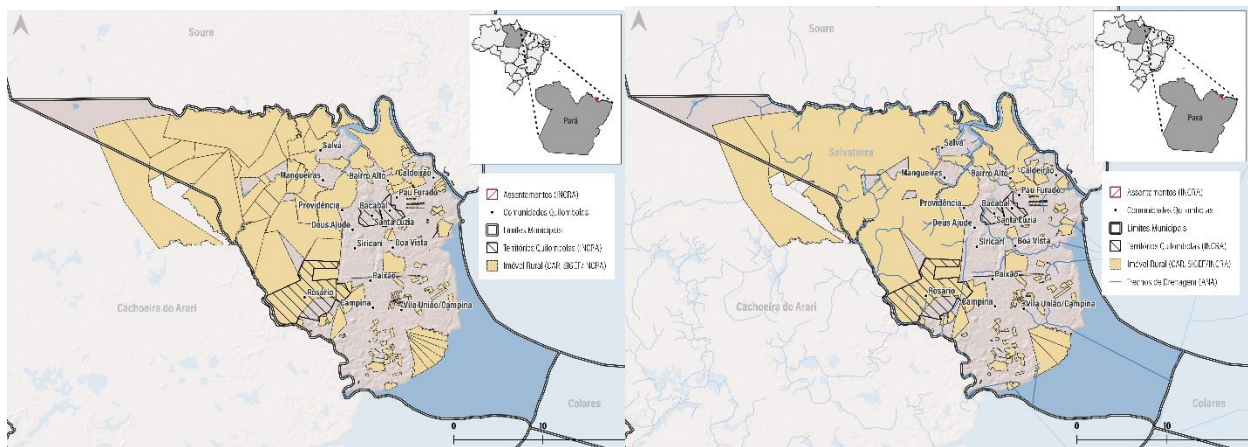 Soure
Pará
Salvá
Mangueiras
Bairro Alto
Caldeirão
Pau Furado
Bacabal
Providência
Santa Luzia
Deus Ajude
Siricari
Boa Vista
Paixão
Rosário
Campina
Vila União/Campina
Cachoeira do Arari
Colares
0 10
Assentamentos (INCRA)
Comunidades Quilombolas
Limites Municipais
Territórios Quilombolas (INCRA)
Imóvel Rural (CAR, SIGEF/INCRA)
Soure
Pará
Salvaterra
Salvá
Mangueiras
Bairro Alto
Caldeirão
Pau Furado
Bacabal
Providência
Santa Luzia
Deus Ajude
Siricari
Boa Vista
Paixão
Rosário
Campina
Vila União/Campina
Cachoeira do Arari
Colares
0 10
Assentamentos (INCRA)
Comunidades Quilombolas
Limites Municipais
Territórios Quilombolas (INCRA)
Imóvel Rural (CAR, SIGEF/INCRA)
Trechos de Drenagem (ANA)